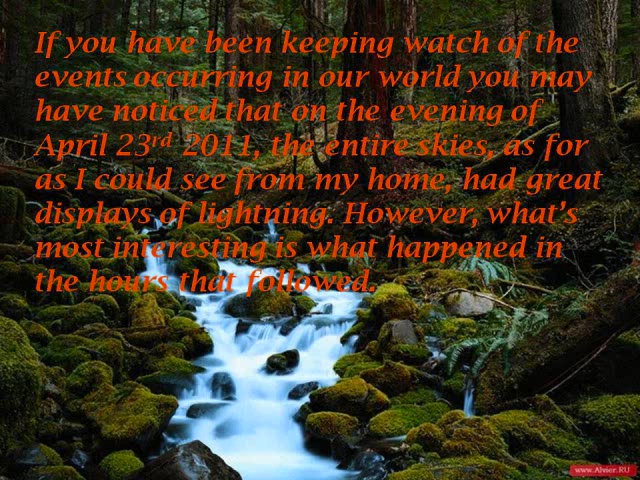 If you have been keeping watch of the
events occurring in our world you may
have noticed that on the evening of
April 23rd 2011, the entire skies, as for
as I could see from my home, had great
displays of lightning. However, what's
most interesting is what happened in
the hours that followed.
www.Alvier.RU